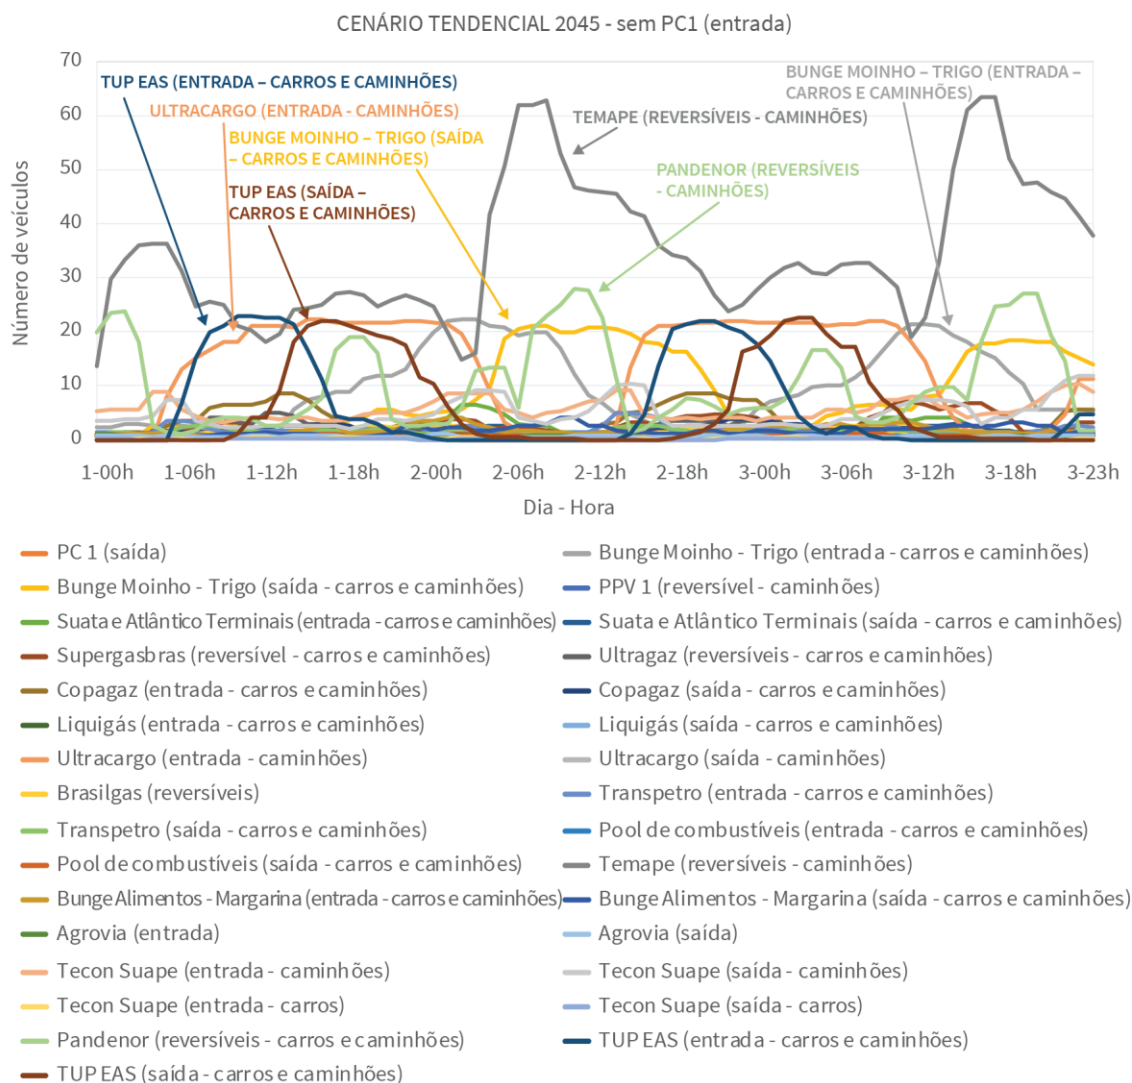 CENÁRIO TENDENCIAL 2045 - sem PC1 (entrada)
70
60
50
40
30
20
10
0
Número de veículos
TUP EAS (ENTRADA – CARROS E CAMINHÕES)
ULTRACARGO (ENTRADA - CAMINHÕES)
BUNGE MOINHO – TRIGO (SAÍDA
– CARROS E CAMINHÕES)
TUP EAS (SAÍDA –
CARROS E CAMINHÕES)
TEMAPE (REVERSÍVEIS - CAMINHÕES)
PANDENOR (REVERSÍVEIS
- CAMINHÕES)
BUNGE MOINHO – TRIGO (ENTRADA –
CARROS E CAMINHÕES)
1-00h 1-06h 1-12h 1-18h 2-00h 2-06h 2-12h 2-18h 3-00h 3-06h 3-12h 3-18h 3-23h
Dia - Hora
PC 1 (saída)
Bunge Moinho - Trigo (entrada - carros e caminhões)
Bunge Moinho - Trigo (saída - carros e caminhões)
PPV 1 (reversível - caminhões)
Suata e Atlântico Terminais (entrada - carros e caminhões)
Suata e Atlântico Terminais (saída - carros e caminhões)
Supergasbras (reversível - carros e caminhões)
Ultragaz (reversíveis - carros e caminhões)
Copagaz (entrada - carros e caminhões)
Copagaz (saída - carros e caminhões)
Liquigás (entrada - carros e caminhões)
Liquigás (saída - carros e caminhões)
Ultracargo (entrada - caminhões)
Ultracargo (saída - caminhões)
Brasilgas (reversíveis)
Transpetro (entrada - carros e caminhões)
Transpetro (saída - carros e caminhões)
Pool de combustíveis (entrada - carros e caminhões)
Pool de combustíveis (saída - carros e caminhões)
Temape (reversíveis - caminhões)
Bunge Alimentos - Margarina (entrada - carros e caminhões)
Bunge Alimentos - Margarina (saída - carros e caminhões)
Agrovia (entrada)
Agrovia (saída)
Tecon Suape (entrada - caminhões)
Tecon Suape (saída - caminhões)
Tecon Suape (entrada - carros)
Tecon Suape (saída - carros)
Pandenor (reversíveis - carros e caminhões)
TUP EAS (entrada - carros e caminhões)
TUP EAS (saída - carros e caminhões)